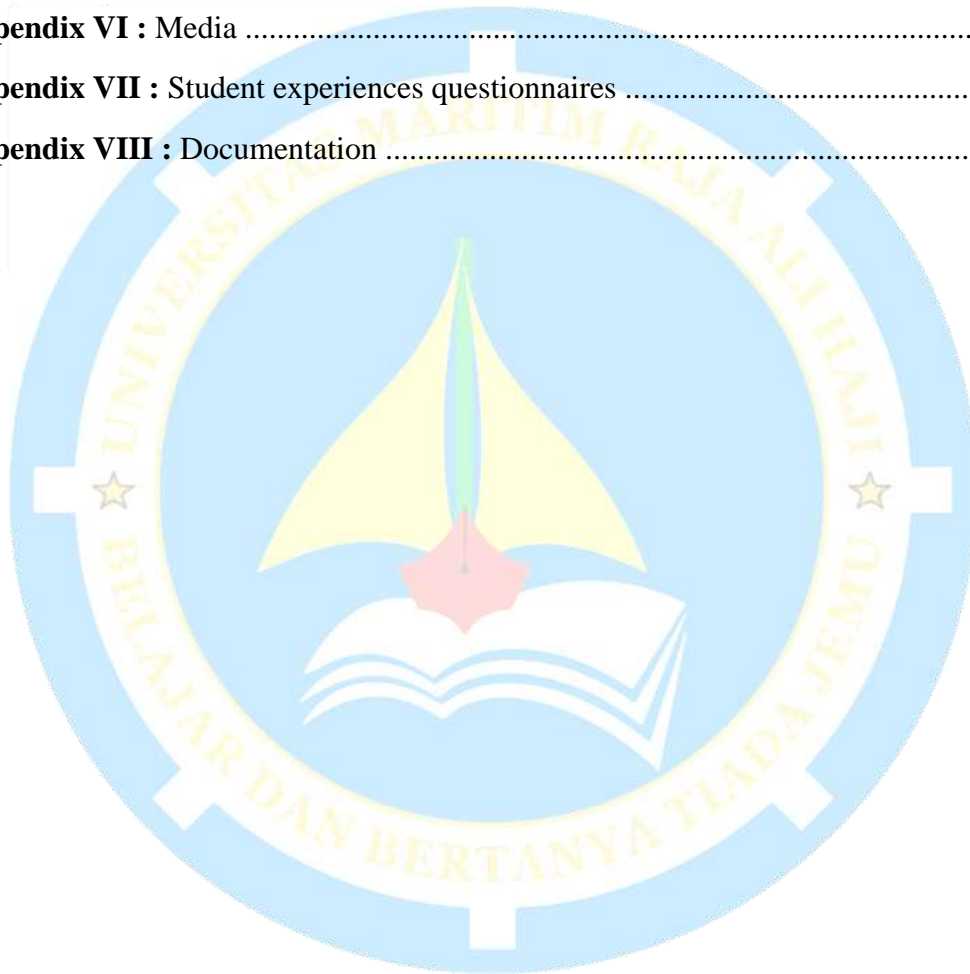 pendix VI : Media ....................................................................................................
pendix VII : Student experiences questionnaires ...............................................
pendix VIII : Documentation ................................................................................
UNIVERSITAS MARITIM RAJA ALI HAJI
BELAJAR DAN BERTANYA TIADA JEMU